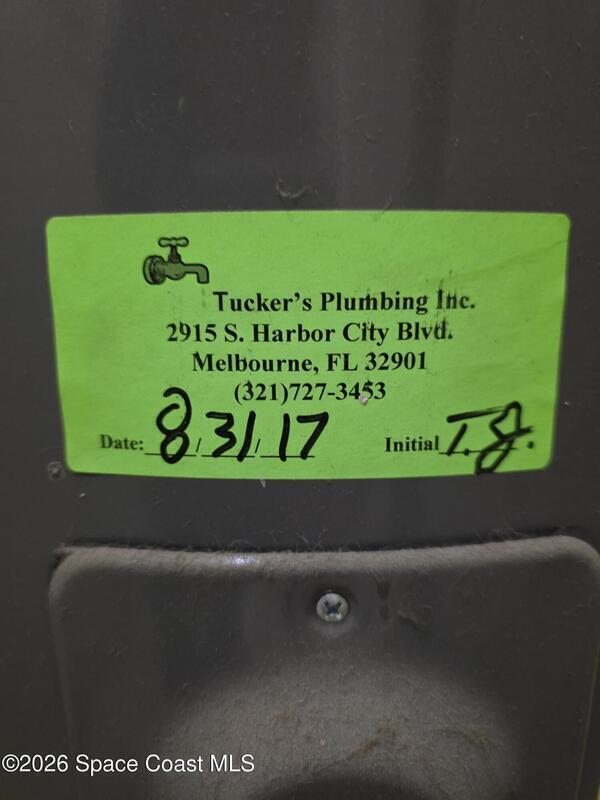 Tucker's Plumbing Inc.
2915 S. Harbor City Blvd.
Melbourne, FL 32901
(321)727-3453
Date: 8/31/17 Initial T.J.
©2026 Space Coast MLS